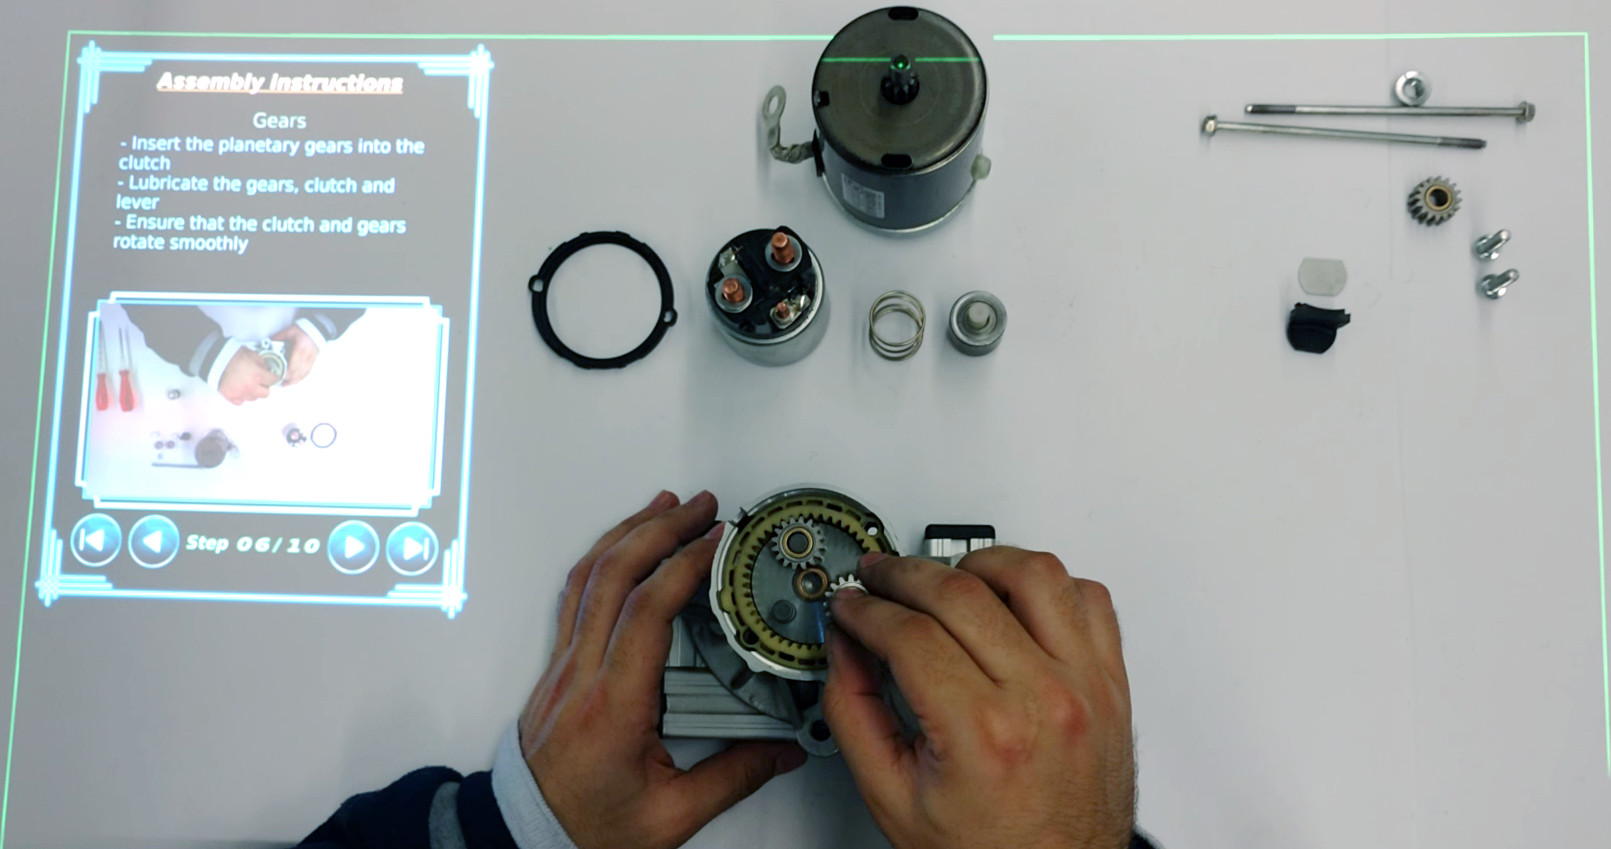 Assembly Instructions
Gears
- Insert the planetary gears into the
clutch
- Lubricate the gears, clutch and
lever
- Ensure that the clutch and gears
rotate smoothly
Step 06/10